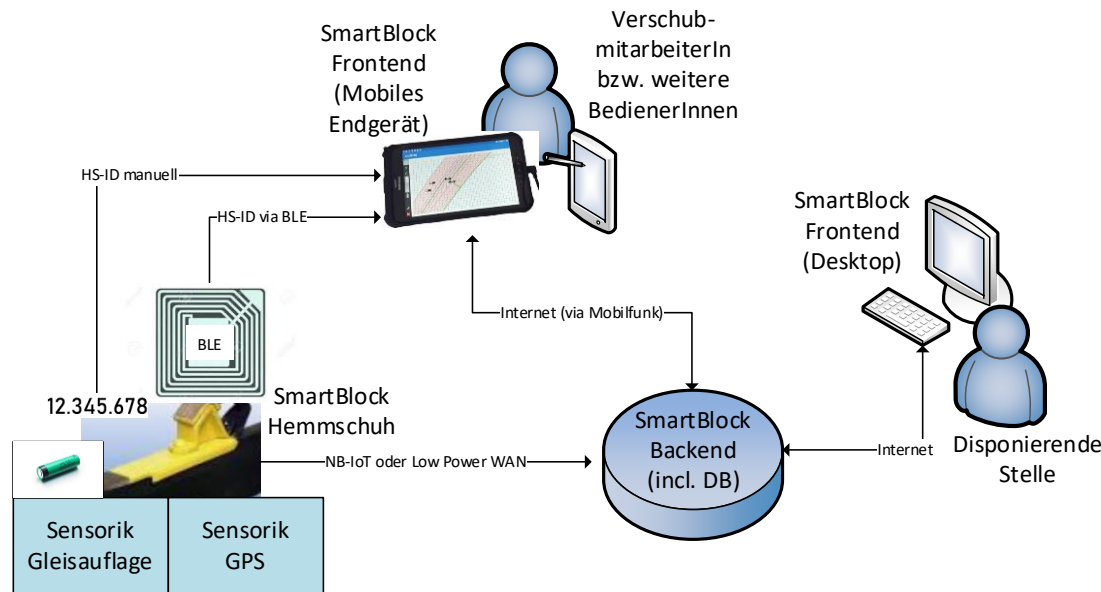 SmartBlock
Frontend
(Mobiles
Endgerät)
Verschub-
mitarbeiterIn
bzw. weitere
BedienerInnen
HS-ID manuell
HS-ID via BLE
SmartBlock
Frontend
(Desktop)
Internet (via Mobilfunk)
BLE
12.345.678
SmartBlock
Hemmschuh
SmartBlock
Backend
(incl. DB)
Internet
Disponierende
Stelle
NB-IoT oder Low Power WAN
Sensorik
Gleisauflage
Sensorik
GPS